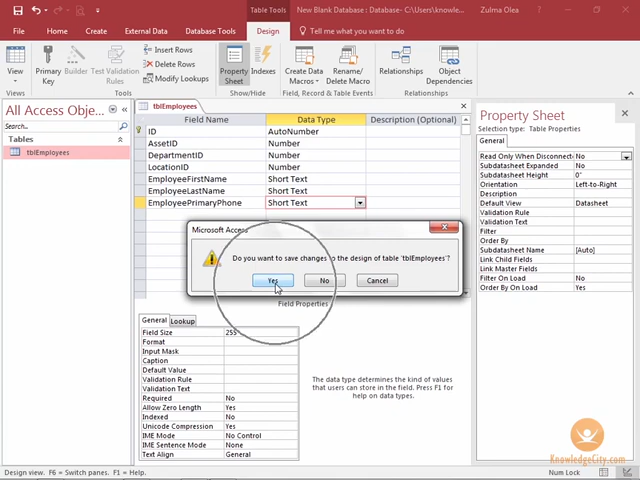 Table Tools
New Blank Database : Database- C:\Users\knowle...
Zulma Olea
File
Home
Create
External Data
Database Tools
Design
Tell me what you want to do
View
Primary Key
Builder
Test Validation Rules
Insert Rows
Delete Rows
Modify Lookups
Property Sheet
Indexes
Create Data Macros
Rename/ Delete Macro
Relationships
Object Dependencies
Views
Tools
Show/Hide
Field, Record & Table Events
Relationships
All Access Obje...
Search...
Tables
tblEmployees
tblEmployees
Field Name Data Type Description (Optional)
ID AutoNumber
AssetID Number
DepartmentID Number
LocationID Number
EmployeeFirstName Short Text
EmployeeLastName Short Text
EmployeePrimaryPhone Short Text
Microsoft Access
Do you want to save changes to the design of table 'tblEmployees'?
Yes No Cancel
Field Properties
General Lookup
Field Size 255
Format
Input Mask
Caption
Default Value
Validation Rule
Validation Text
Required No
Allow Zero Length Yes
Indexed No
Unicode Compression Yes
IME Mode No Control
IME Sentence Mode None
Text Align General
The data type determines the kind of
values that users can store in the field. Press F1 for
help on data types.
Property Sheet
Selection type: Table Properties
General
Read Only When Disconnect No
Subdatasheet Expanded No
Subdatasheet Height 0"
Orientation Left-to-Right
Description
Default View Datasheet
Validation Rule
Validation Text
Filter
Order By
Subdatasheet Name [Auto]
Link Child Fields
Link Master Fields
Filter On Load No
Order By On Load Yes
KnowledgeCity.com
Design view. F6 = Switch panes. F1 = Help.
Num Lock